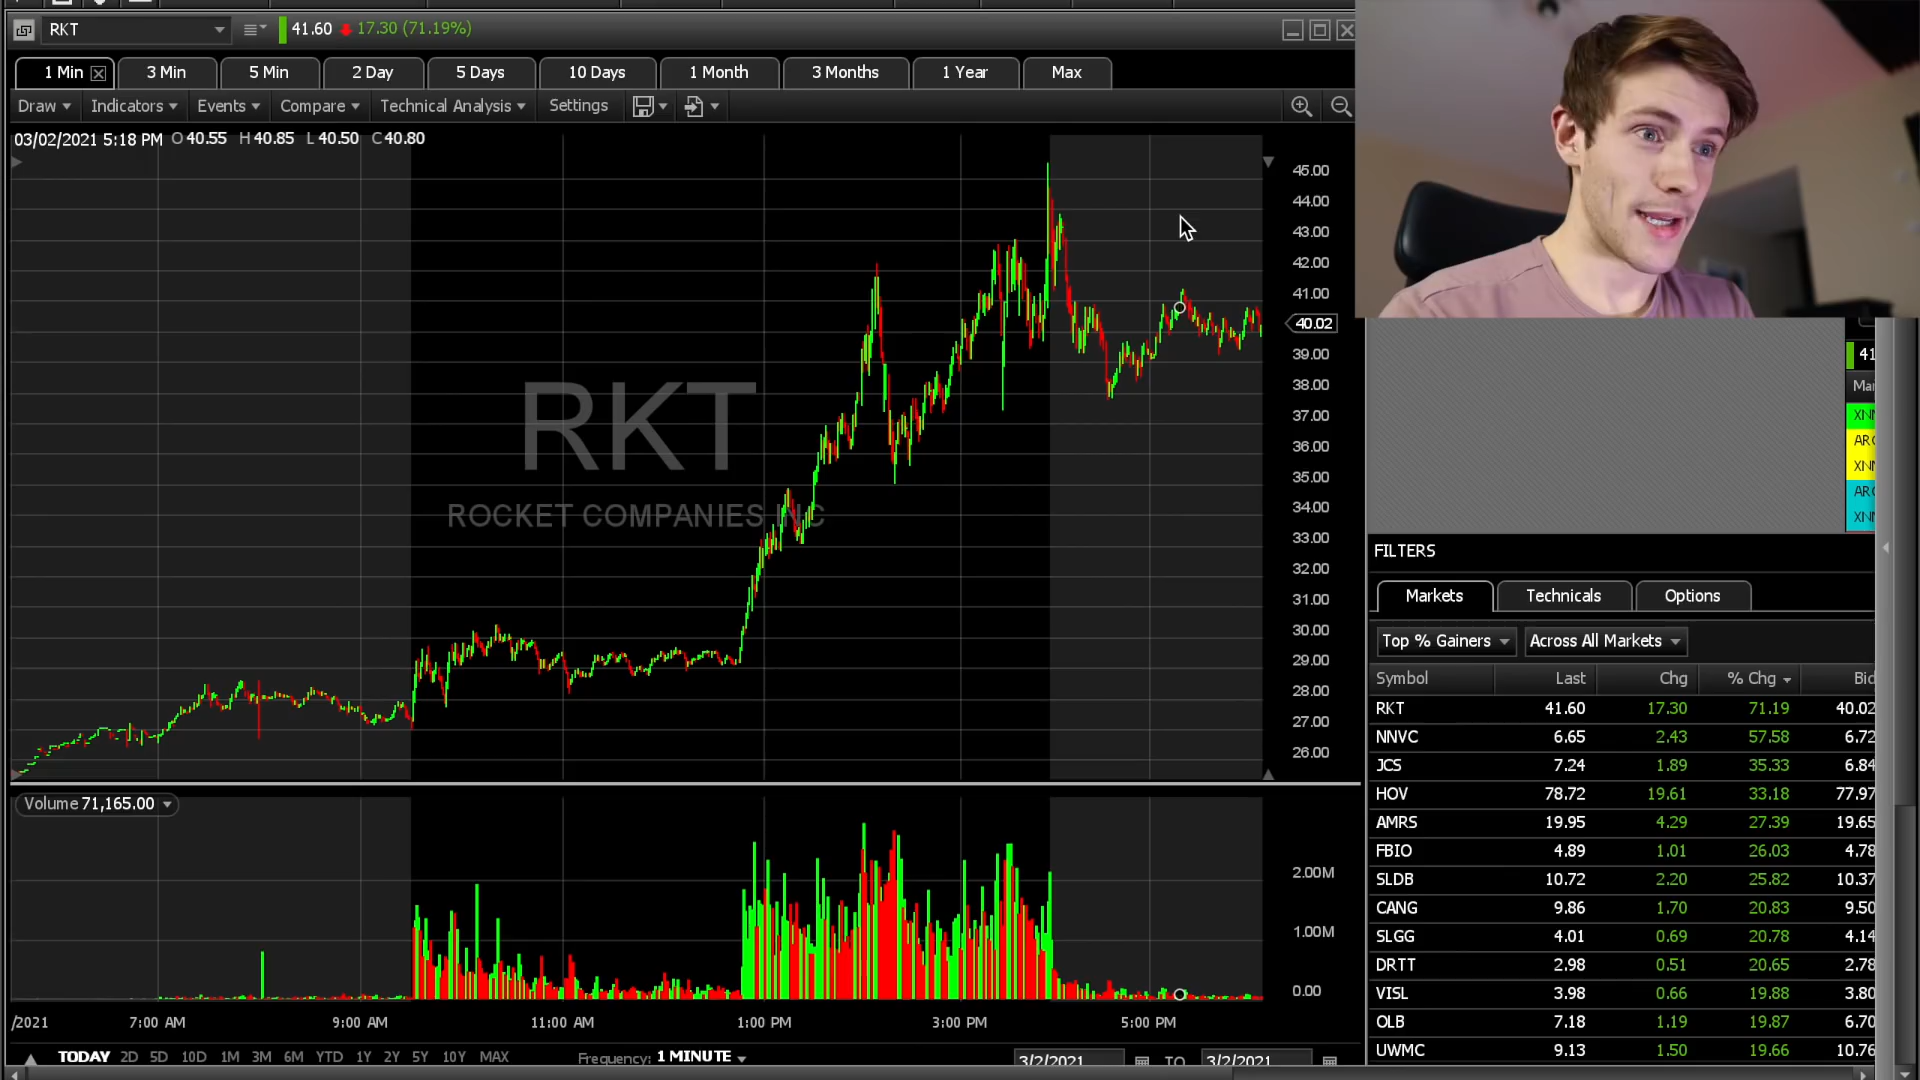 RKT 41.60 17.30 (71.19%)
1 Min 3 Min 5 Min 2 Day 5 Days 10 Days 1 Month 3 Months 1 Year Max
Draw Indicators Events Compare Technical Analysis Settings
03/02/2021 5:18 PM O 40.55 H 40.85 L 40.50 C 40.80
45.00
44.00
43.00
42.00
41.00
40.02
39.00
38.00
37.00
36.00
35.00
34.00
33.00
32.00
31.00
30.00
29.00
28.00
27.00
26.00
RKT
ROCKET COMPANIES INC
Volume 71,165.00
2.00M
1.00M
0.00
/2021 7:00 AM 9:00 AM 11:00 AM 1:00 PM 3:00 PM 5:00 PM
TODAY 2D 5D 10D 1M 3M 6M YTD 1Y 2Y 5Y 10Y MAX Frequency: 1 MINUTE 3/2/2021 TO 3/2/2021
41
Mar
XN
ARC
XN
ARC
XN
FILTERS
Markets Technicals Options
Top % Gainers Across All Markets
Symbol Last Chg % Chg Bid
RKT 41.60 17.30 71.19 40.02
NNVC 6.65 2.43 57.58 6.72
JCS 7.24 1.89 35.33 6.84
HOV 78.72 19.61 33.18 77.97
AMRS 19.95 4.29 27.39 19.65
FBIO 4.89 1.01 26.03 4.78
SLDB 10.72 2.20 25.82 10.37
CANG 9.86 1.70 20.83 9.50
SLGG 4.01 0.69 20.78 4.14
DRTT 2.98 0.51 20.65 2.78
VISL 3.98 0.66 19.88 3.80
OLB 7.18 1.19 19.87 6.70
UWMC 9.13 1.50 19.66 10.76